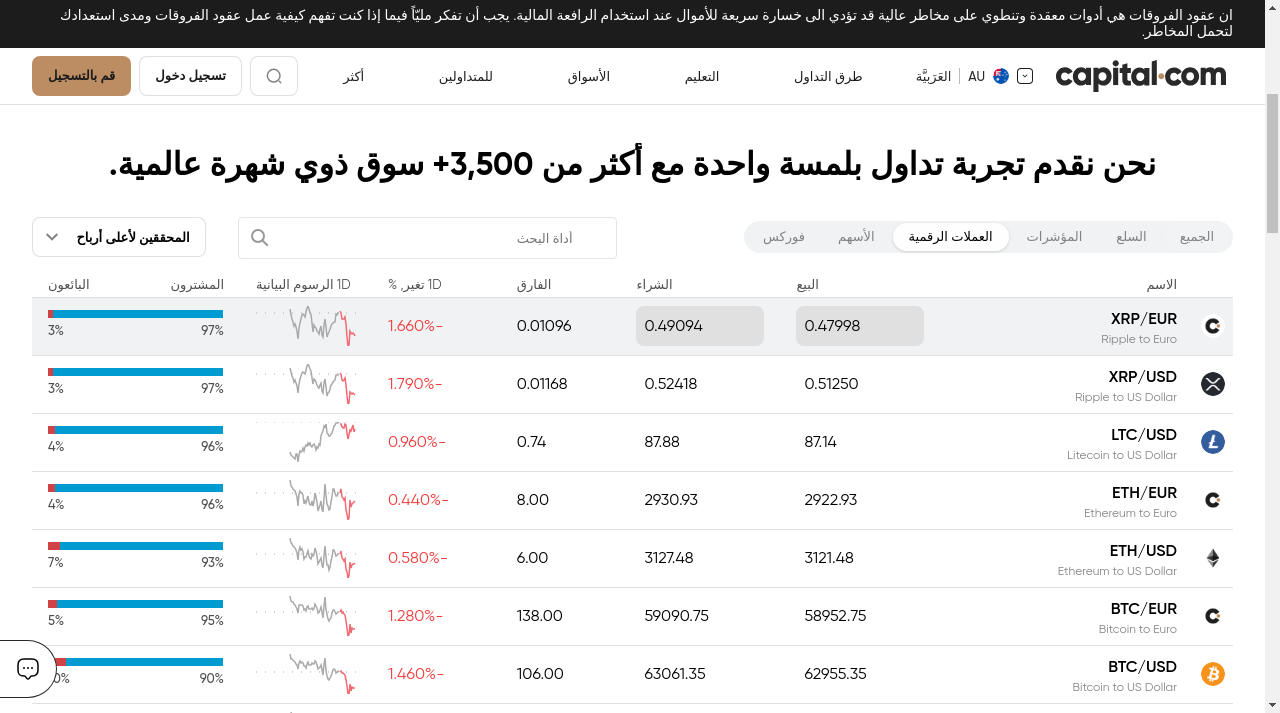 ان عقود الفروقات هي أدوات معقدة وتنطوي على مخاطر عالية قد تؤدي الى خسارة سريعة للأموال عند استخدام الرافعة المالية. يجب أن تفكر مليّاً فيما إذا كنت تفهم كيفية عمل عقود الفروقات ومدى استعدادك
لتحمل المخاطر.
capital.com AU العَرَبيَّة طرق التداول التعليم الأسواق للمتداولين أكثر تسجيل دخول قم بالتسجيل
نحن نقدم تجربة تداول بلمسة واحدة مع أكثر من 3,500+ سوق ذوي شهرة عالمية.
الجميع السلع المؤشرات العملات الرقمية الأسهم فوركس أداة البحث المحققين لأعلى أرباح
الاسم البيع الشراء الفارق 1D تغير, % 1D الرسوم البيانية المشترون البائعون
XRP/EUR 0.47998 0.49094 0.01096 1.660%-
Ripple to Euro 97% 3%
XRP/USD 0.51250 0.52418 0.01168 1.790%-
Ripple to US Dollar 97% 3%
LTC/USD 87.14 87.88 0.74 0.960%-
Litecoin to US Dollar 96% 4%
ETH/EUR 2922.93 2930.93 8.00 0.440%-
Ethereum to Euro 96% 4%
ETH/USD 3121.48 3127.48 6.00 0.580%-
Ethereum to US Dollar 93% 7%
BTC/EUR 58952.75 59090.75 138.00 1.280%-
Bitcoin to Euro 95% 5%
BTC/USD 62955.35 63061.35 106.00 1.460%-
Bitcoin to US Dollar 90%